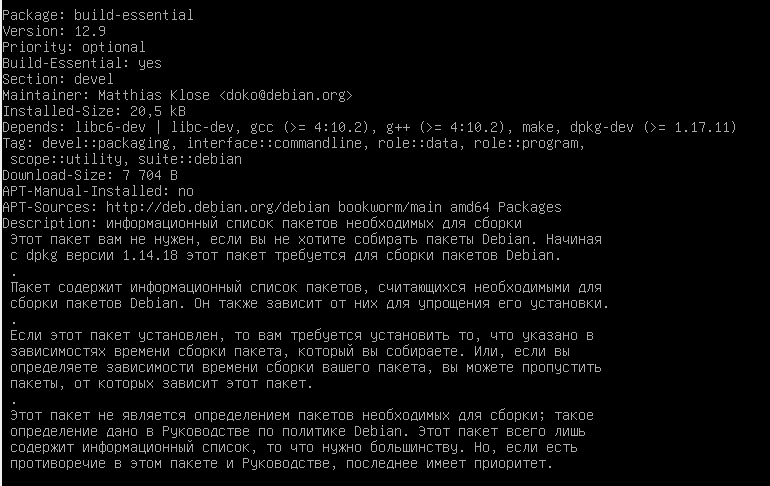 Package: build-essential
Version: 12.9
Priority: optional
Build-Essential: yes
Section: devel
Maintainer: Matthias Klose <doko@debian.org>
Installed-Size: 20,5 kB
Depends: libc6-dev | libc-dev, gcc (>= 4:10.2), g++ (>= 4:10.2), make, dpkg-dev (>= 1.17.11)
Tag: devel::packaging, interface::commandline, role::data, role::program,
 scope::utility, suite::debian
Download-Size: 7 704 B
APT-Manual-Installed: no
APT-Sources: http://deb.debian.org/debian bookworm/main amd64 Packages
Description: информационный список пакетов необходимых для сборки
 Этот пакет вам не нужен, если вы не хотите собирать пакеты Debian. Начиная
 с dpkg версии 1.14.18 этот пакет требуется для сборки пакетов Debian.
 .
 Пакет содержит информационный список пакетов, считающихся необходимыми для
 сборки пакетов Debian. Он также зависит от них для упрощения его установки.
 .
 Если этот пакет установлен, то вам требуется установить то, что указано в
 зависимостях времени сборки пакета, который вы собираете. Или, если вы
 определяете зависимости времени сборки вашего пакета, вы можете пропустить
 пакеты, от которых зависит этот пакет.
 .
 Этот пакет не является определением пакетов необходимых для сборки; такое
 определение дано в Руководстве по политике Debian. Этот пакет всего лишь
 содержит информационный список, то что нужно большинству. Но, если есть
 противоречие в этом пакете и Руководстве, последнее имеет приоритет.